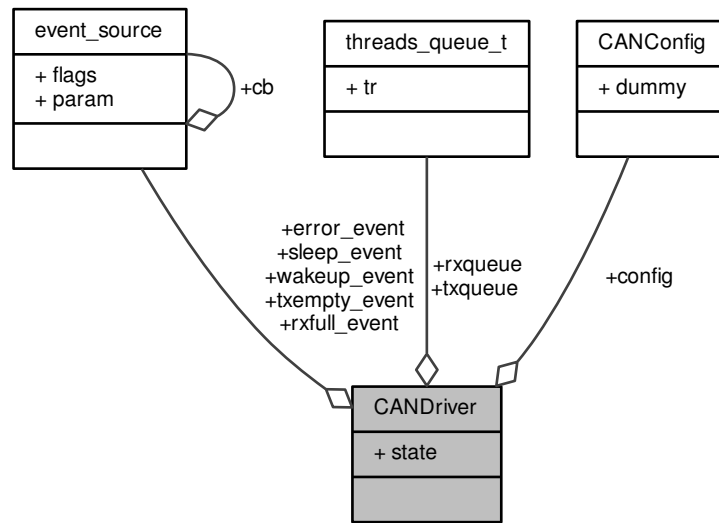 event_source
+ flags
+ param
+cb
threads_queue_t
+ tr
CANConfig
+ dummy
+error_event
+sleep_event
+wakeup_event
+txempty_event
+rxfull_event
+rxqueue
+txqueue
+config
CANDriver
+ state